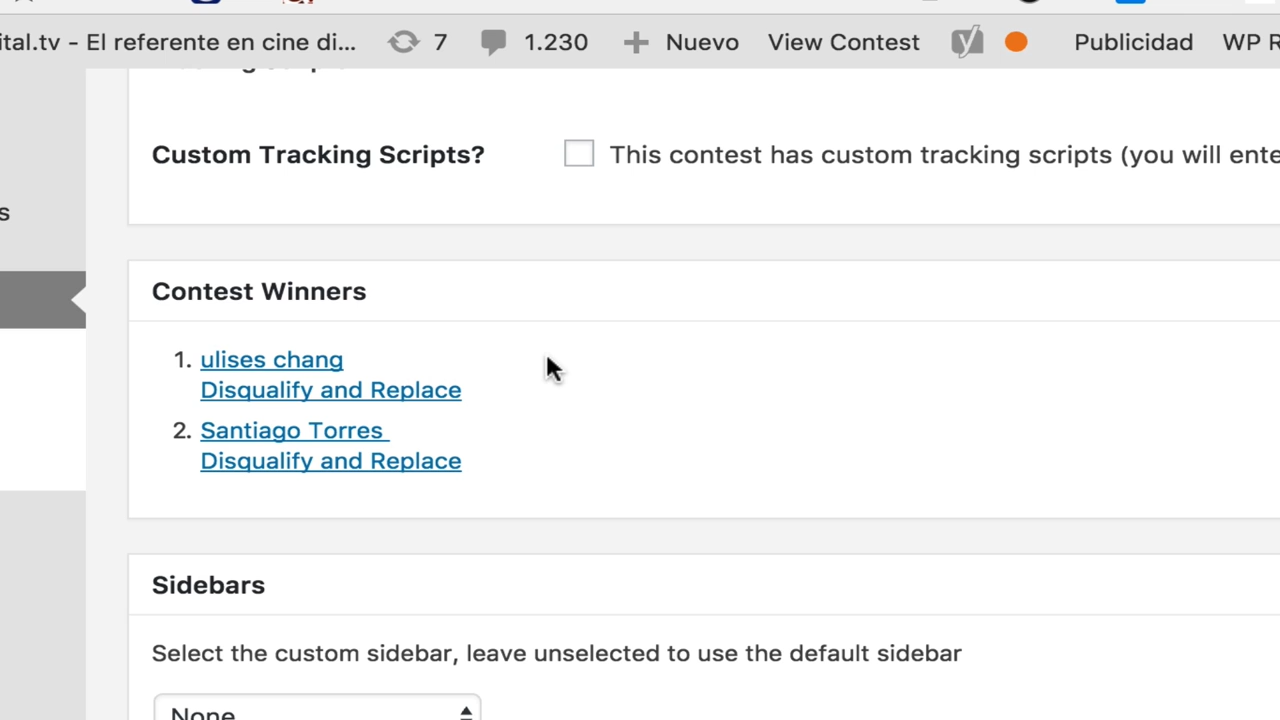 ital.tv - El referente en cine di... 7 1.230 + Nuevo View Contest Publicidad WP R
Custom Tracking Scripts? This contest has custom tracking scripts (you will ente
s
Contest Winners
1. ulises chang
Disqualify and Replace
2. Santiago Torres
Disqualify and Replace
Sidebars
Select the custom sidebar, leave unselected to use the default sidebar
None